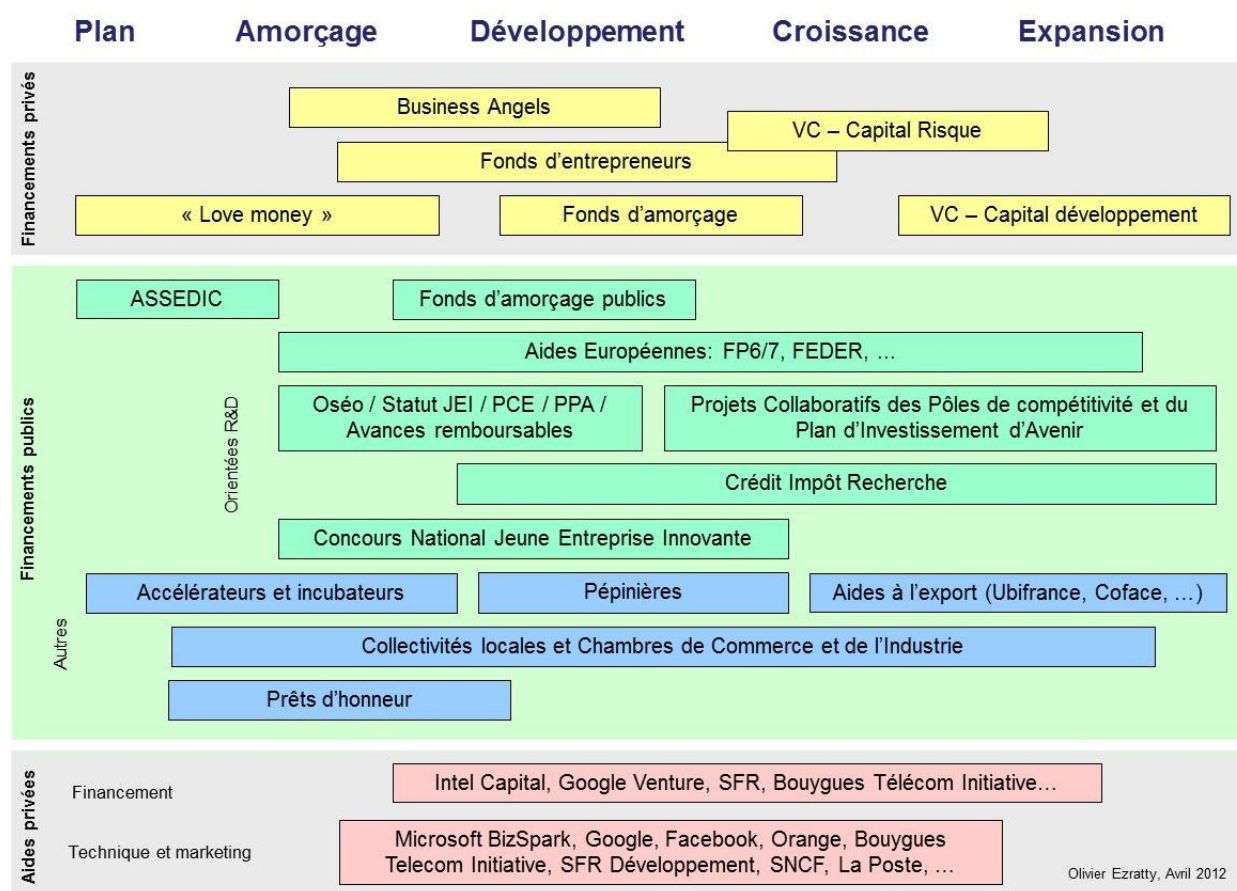 Plan Amorçage Développement Croissance Expansion
Financements privés
Business Angels
VC – Capital Risque
Fonds d'entrepreneurs
« Love money »
Fonds d'amorçage
VC – Capital développement
Financements publics
ASSEDIC
Fonds d'amorçage publics
Aides Européennes: FP6/7, FEDER, …
Orientées R&D
Oséo / Statut JEI / PCE / PPA /
Avances remboursables
Projets Collaboratifs des Pôles de compétitivité et du
Plan d'Investissement d'Avenir
Crédit Impôt Recherche
Concours National Jeune Entreprise Innovante
Autres
Accélérateurs et incubateurs
Pépinières
Aides à l'export (Ubifrance, Coface, …)
Collectivités locales et Chambres de Commerce et de l'Industrie
Prêts d'honneur
Aides privées
Financement
Intel Capital, Google Venture, SFR, Bouygues Télécom Initiative…
Technique et marketing
Microsoft BizSpark, Google, Facebook, Orange, Bouygues
Telecom Initiative, SFR Développement, SNCF, La Poste, …
Olivier Ezratty, Avril 2012